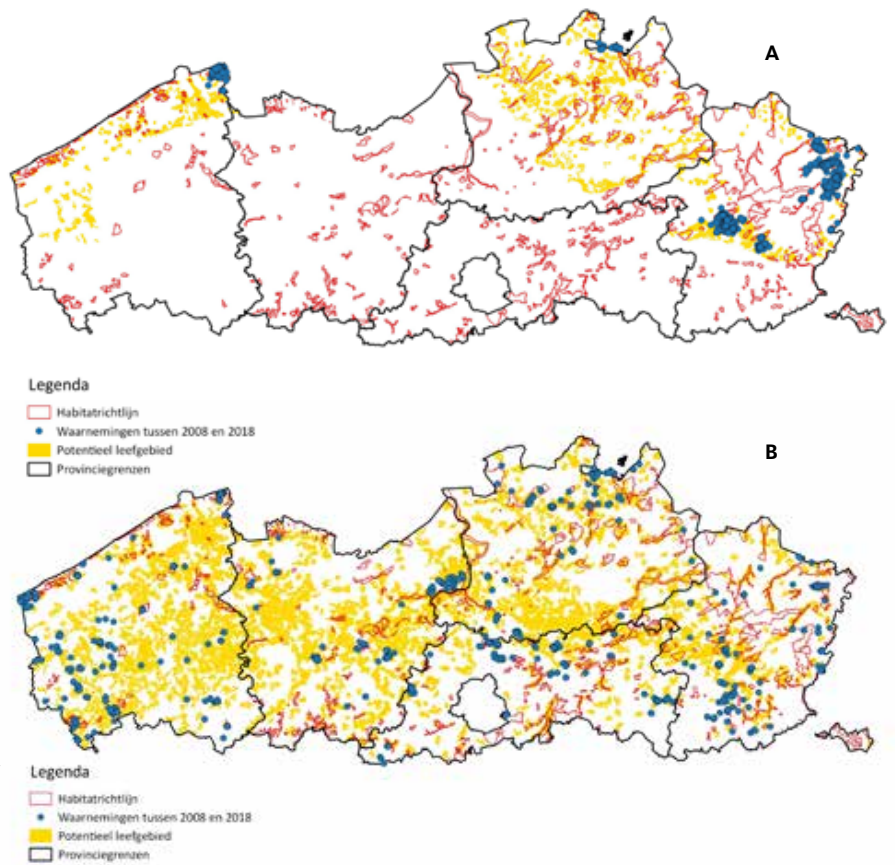 A
Legenda
Habitatrichtlijn
Waarnemingen tussen 2008 en 2018
Potentieel leefgebied
Provinciegrenzen
B
Legenda
Habitatrichtlijn
Waarnemingen tussen 2008 en 2018
Potentieel leefgebied
Provinciegrenzen